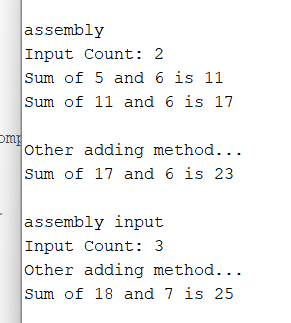 assembly
Input Count: 2
Sum of 5 and 6 is 11
Sum of 11 and 6 is 17
Other adding method...
Sum of 17 and 6 is 23
assembly input
Input Count: 3
Other adding method...
Sum of 18 and 7 is 25